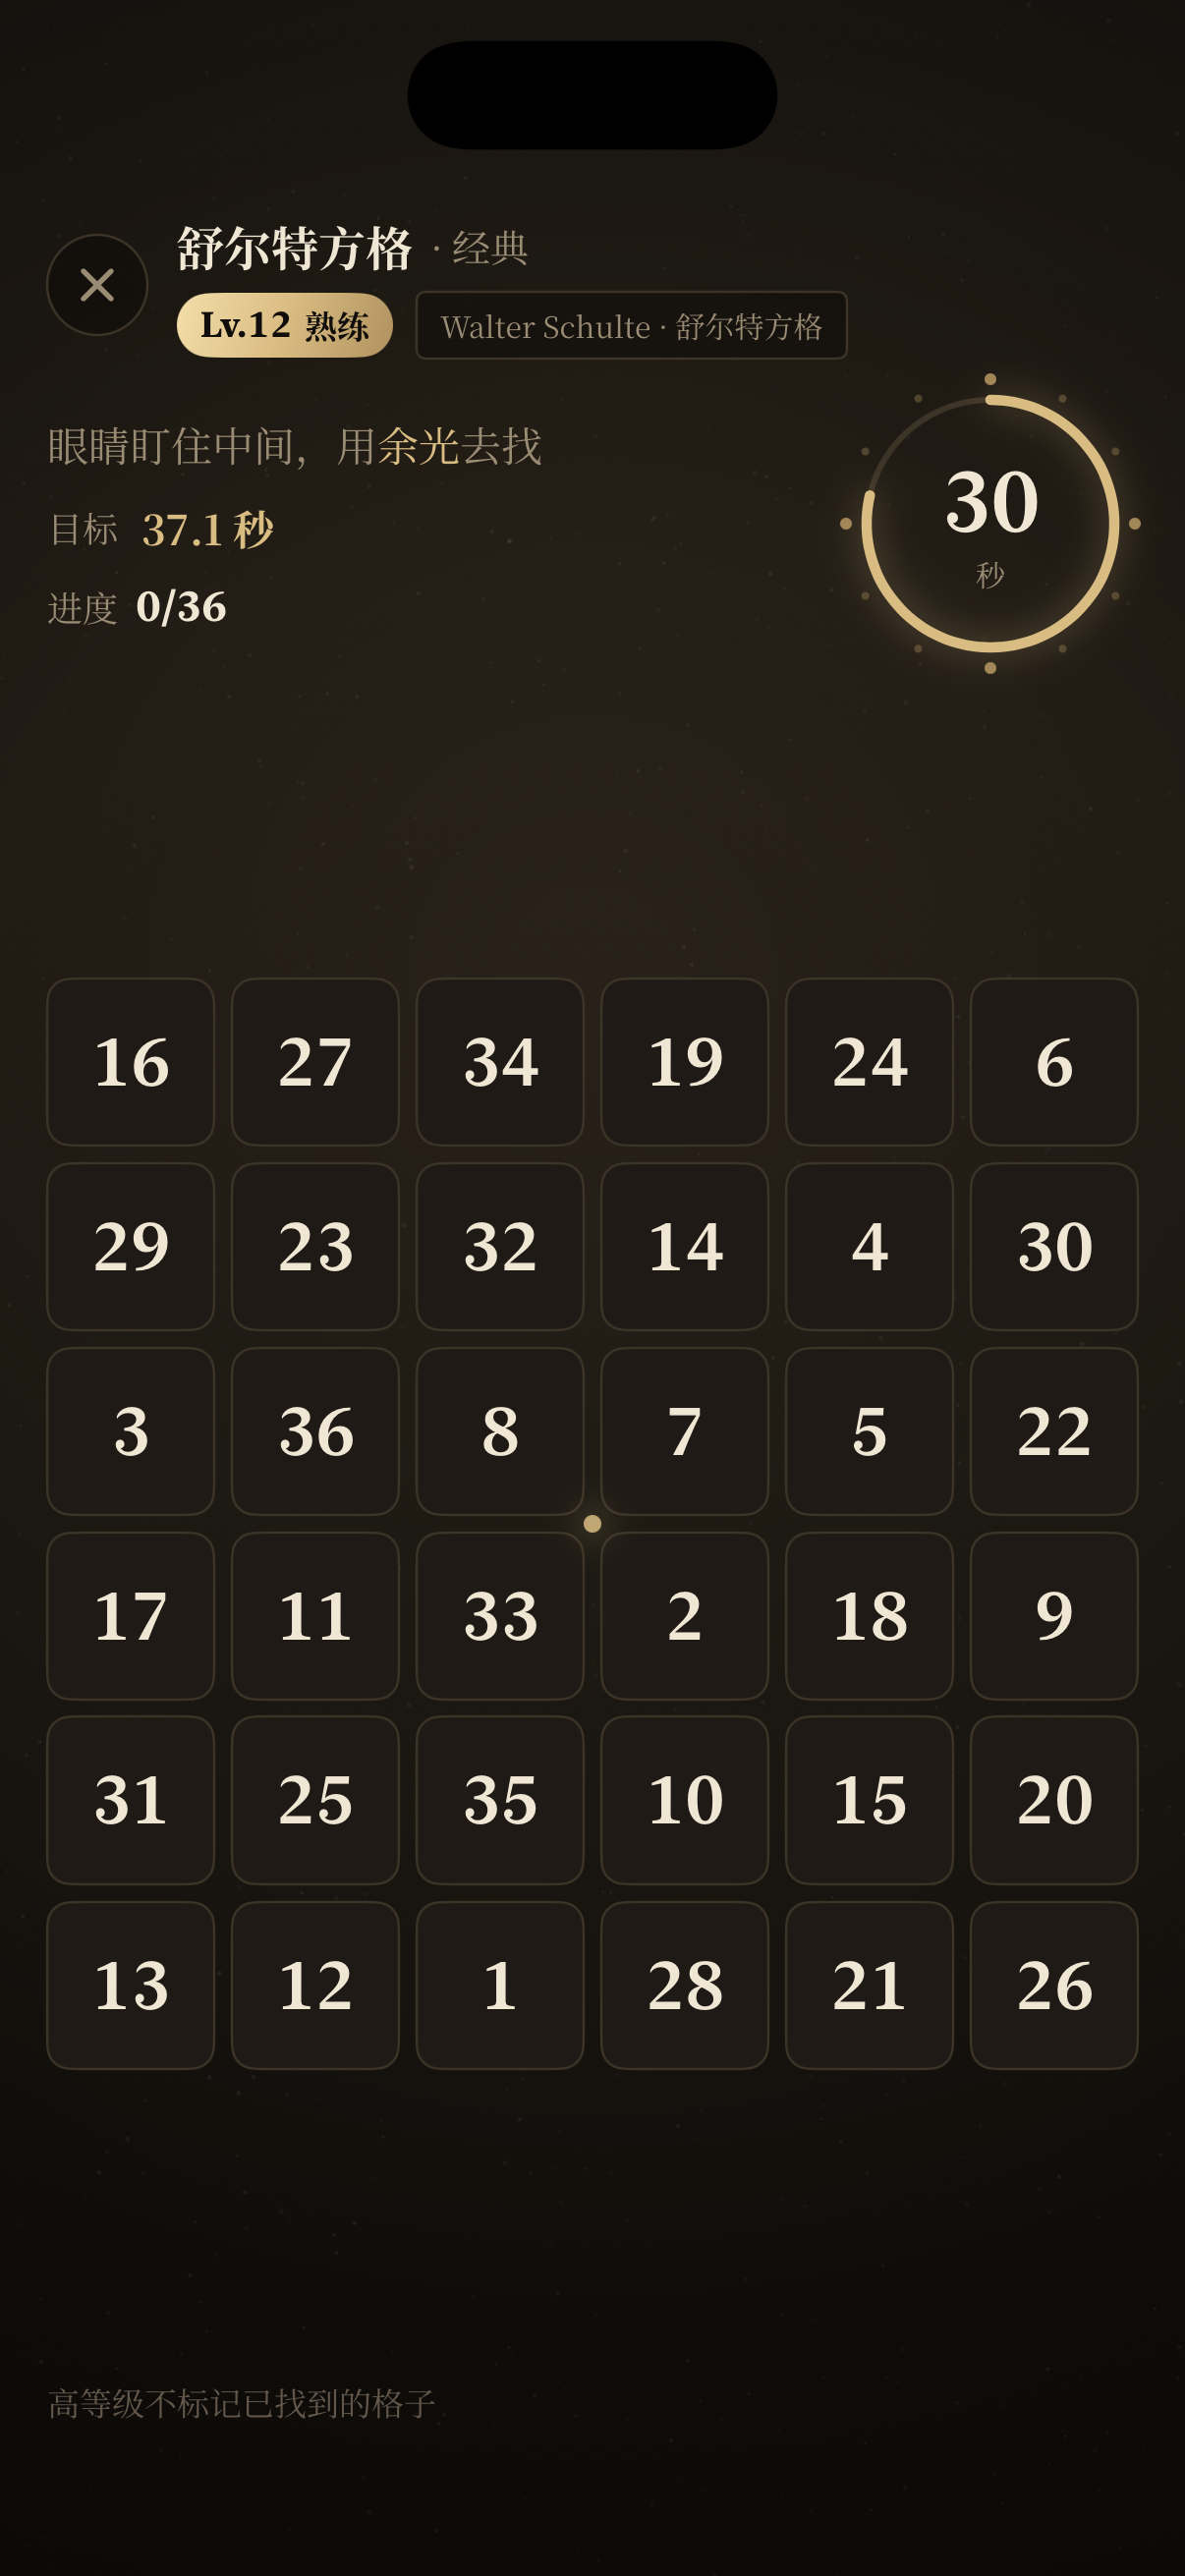 舒尔特方格 · 经典
Lv.12 熟练 Walter Schulte · 舒尔特方格
眼睛盯住中间，用余光去找
目标 37.1 秒
进度 0/36
30
秒
16 27 34 19 24 6
29 23 32 14 4 30
3 36 8 7 5 22
17 11 33 2 18 9
31 25 35 10 15 20
13 12 1 28 21 26
高等级不标记已找到的格子